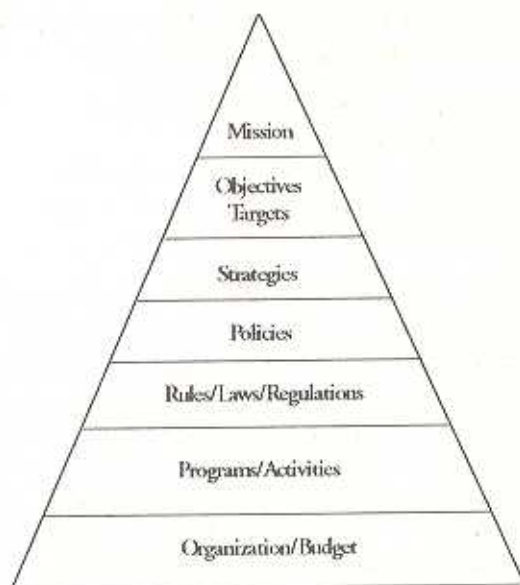 Mission
Objectives
Targets
Strategies
Policies
Rules/Laws/Regulations
Programs/Activities
Organization/Budget